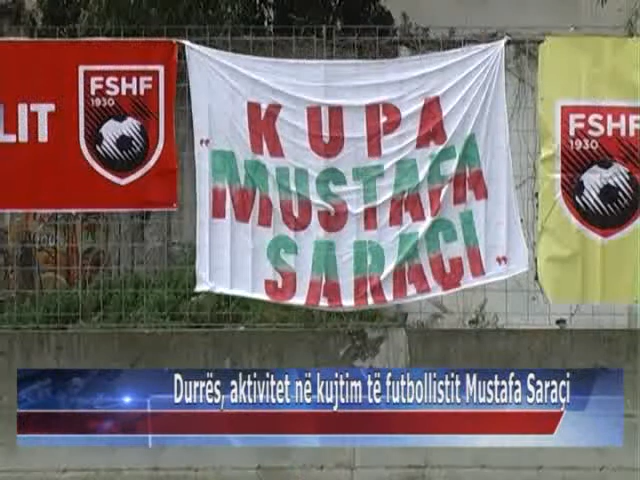 LIT
FSHF
1930
KUPA
"MUSTAFA
SARAÇI"
FSHF
1930
Durrës, aktivitet në kujtim të futbollistit Mustafa Saraçi